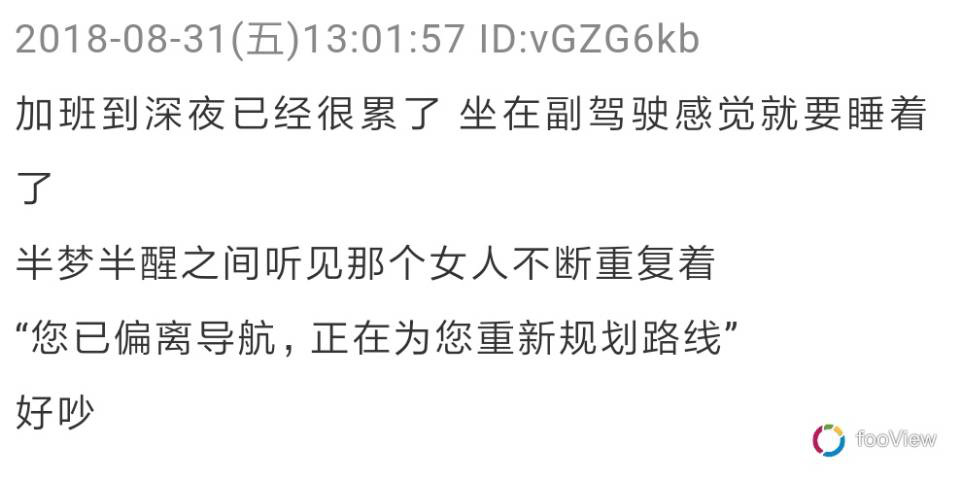 2018-08-31(五)13:01:57 ID:vGZG6kb
加班到深夜已经很累了 坐在副驾驶感觉就要睡着
了
半梦半醒之间听见那个女人不断重复着
“您已偏离导航，正在为您重新规划路线”
好吵
fooView